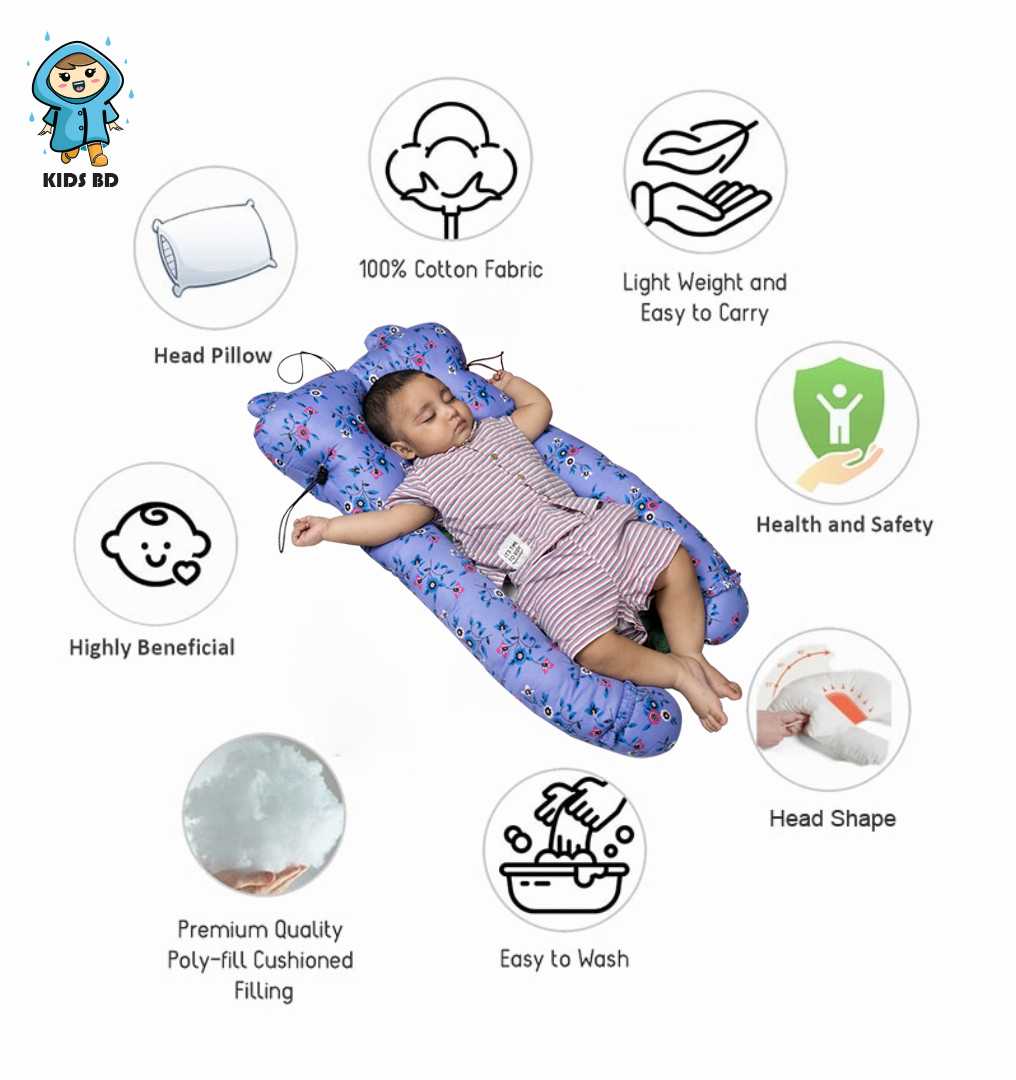 KIDS BD
100% Cotton Fabric
Light Weight and
Easy to Carry
Head Pillow
Health and Safety
Highly Beneficial
Head Shape
Premium Quality
Poly-fill Cushioned
Filling
Easy to Wash